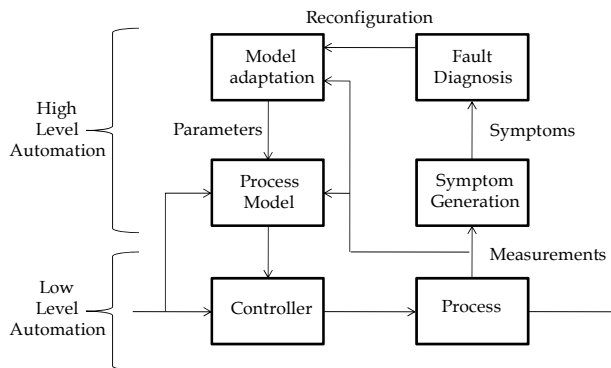 Reconfiguration
Model
adaptation
Fault
Diagnosis
High
Level
Automation
Parameters
Symptoms
Process
Model
Symptom
Generation
Measurements
Low
Level
Automation
Controller
Process